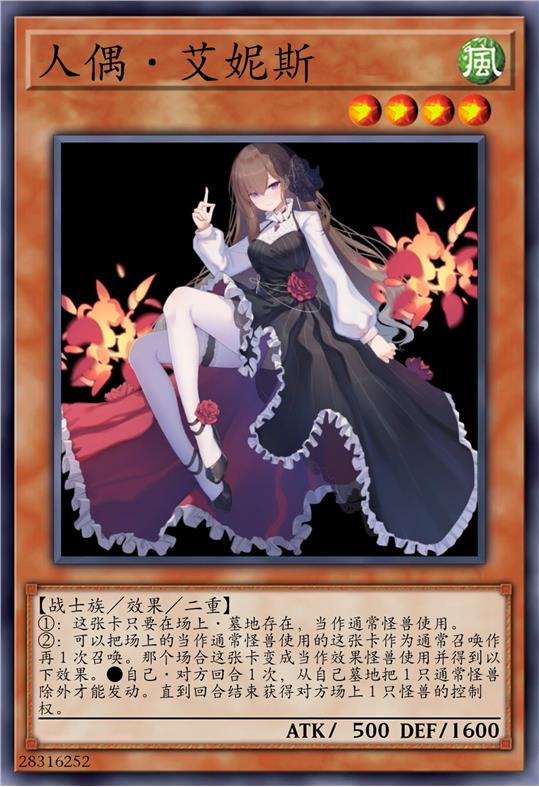 人偶・艾妮斯
風
【战士族／效果／二重】
①：这张卡只要在场上・墓地存在，当作通常怪兽使用。
②：可以把场上的当作通常怪兽使用的这张卡作为通常召唤作
再1次召唤。那个场合这张卡变成当作效果怪兽使用并得到以
下效果。●自己・对方回合1次，从自己墓地把1只通常怪兽
除外才能发动。直到回合结束获得对方场上1只怪兽的控制
权。
ATK/ 500 DEF/1600
28316252